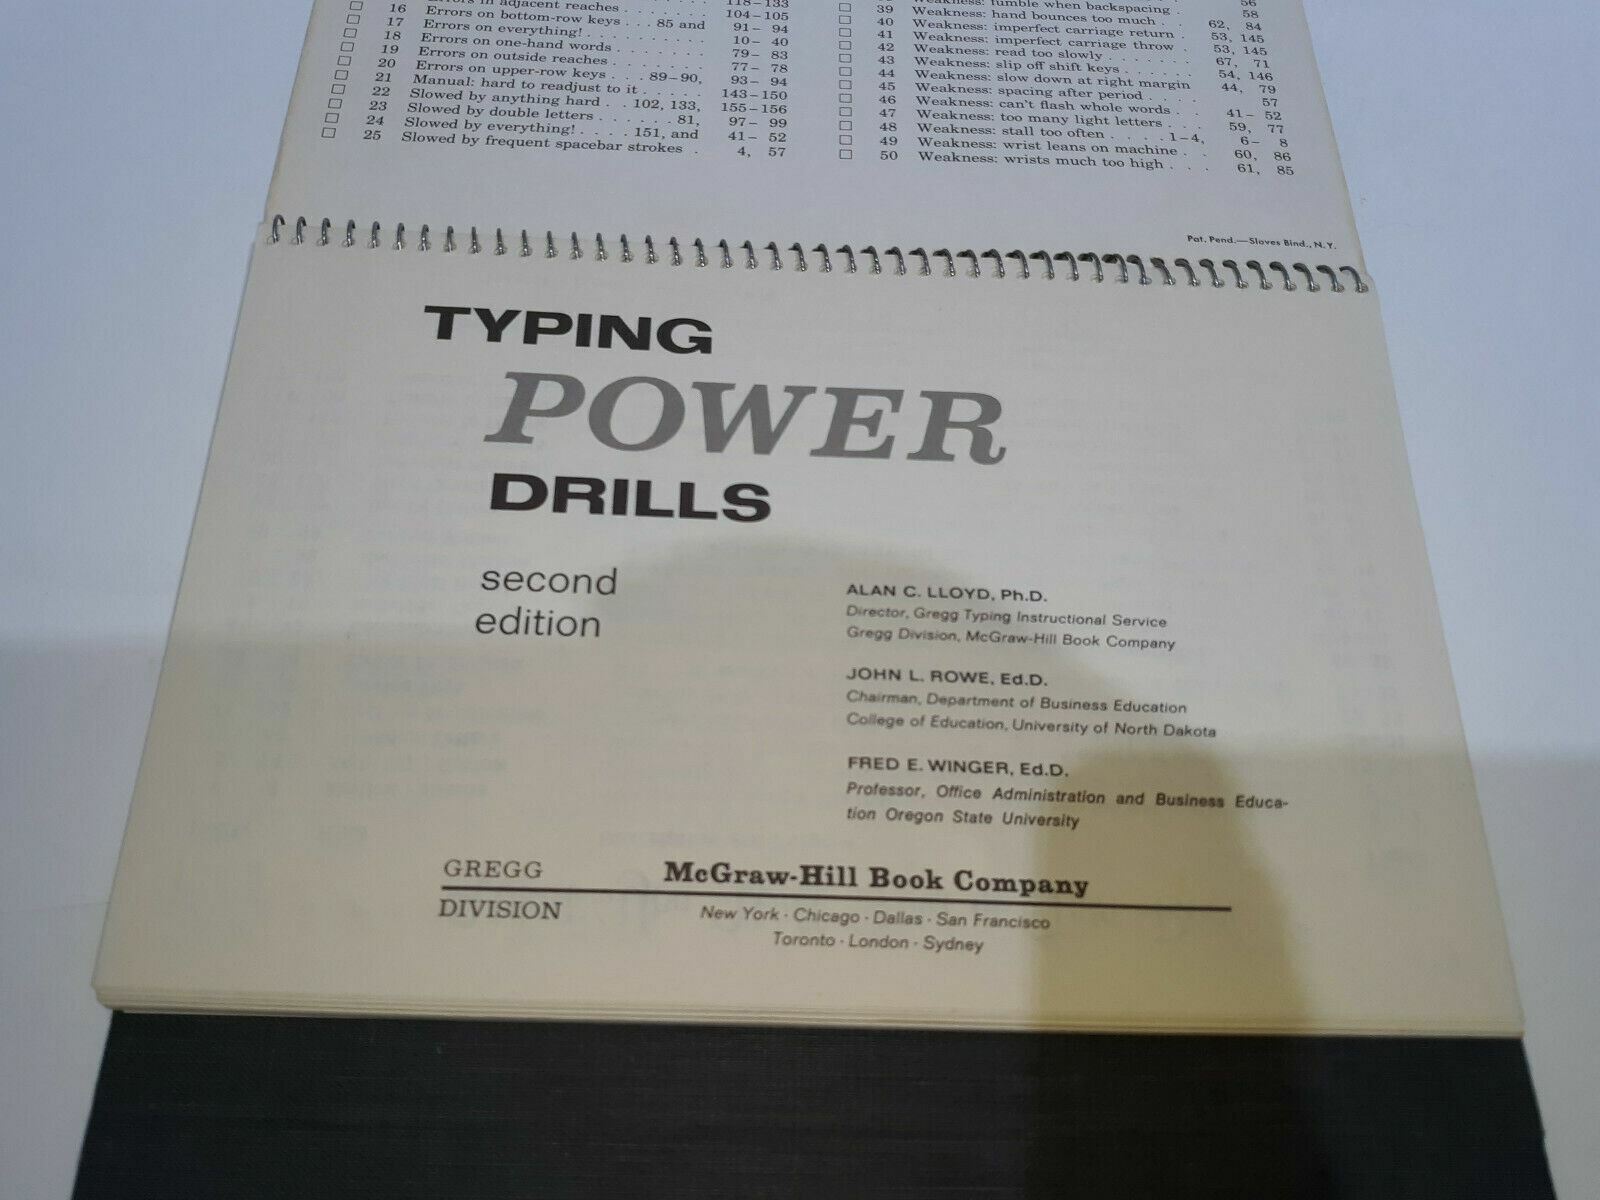 118–133
Errors in adjacent reaches . . . . . . 104–105
☐ 16 Errors on bottom-row keys . . . 85 and 91– 94
☐ 17 Errors on everything! . . . . . . . . . 10– 40
☐ 18 Errors on one-hand words . . . . . . . 79– 83
☐ 19 Errors on outside reaches . . . . . . . 77– 78
☐ 20 Errors on upper-row keys . . . 89–90, 93– 94
☐ 21 Manual: hard to readjust to it . . . . . 143–150
☐ 22 Slowed by anything hard . . 102, 133, 155–156
☐ 23 Slowed by double letters . . . . . . 81, 97– 99
☐ 24 Slowed by everything! . . . . 151, and 41– 52
☐ 25 Slowed by frequent spacebar strokes . 4, 57
56
Weakness: fumble when backspacing . 58
☐ 39 Weakness: hand bounces too much . . 62, 84
☐ 40 Weakness: imperfect carriage return . 53, 145
☐ 41 Weakness: imperfect carriage throw . 53, 145
☐ 42 Weakness: read too slowly . . . . . . . 67, 71
☐ 43 Weakness: slip off shift keys . . . . . . 54, 146
☐ 44 Weakness: slow down at right margin 44, 79
☐ 45 Weakness: spacing after period . . . . 57
☐ 46 Weakness: can't flash whole words . . . 41– 52
☐ 47 Weakness: too many light letters . . . 59, 77
☐ 48 Weakness: stall too often . . . . . 1–4, 6– 8
☐ 49 Weakness: wrist leans on machine . . 60, 86
☐ 50 Weakness: wrists much too high . . . 61, 85
Pat. Pend.—Sloves Bind., N.Y.
TYPING
POWER
DRILLS
second
edition
ALAN C. LLOYD, Ph.D.
Director, Gregg Typing Instructional Service
Gregg Division, McGraw-Hill Book Company
JOHN L. ROWE, Ed.D.
Chairman, Department of Business Education
College of Education, University of North Dakota
FRED E. WINGER, Ed.D.
Professor, Office Administration and Business Educa-
tion Oregon State University
GREGG
DIVISION
McGraw-Hill Book Company
New York · Chicago · Dallas · San Francisco
Toronto · London · Sydney